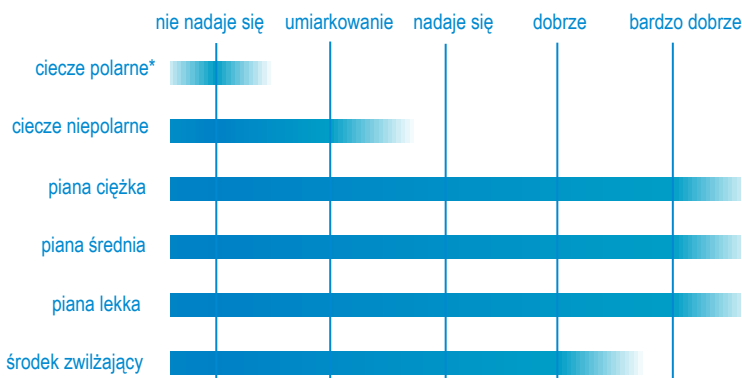 nie nadaje się umiarkowanie nadaje się dobrze bardzo dobrze
ciecze polarne*
ciecze niepolarne
piana ciężka
piana średnia
piana lekka
środek zwilżający